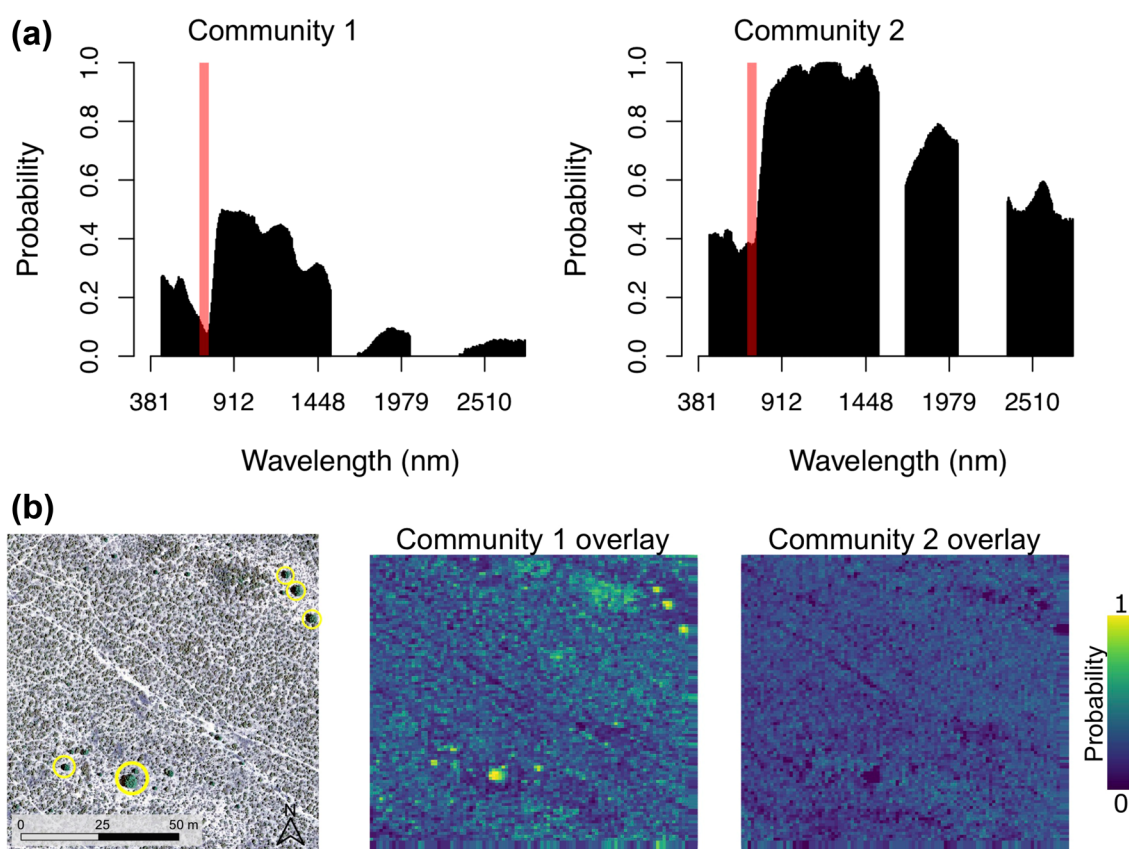 (a)
Community 1
Community 2
Probability
0.0 0.2 0.4 0.6 0.8 1.0
381 912 1448 1979 2510
Wavelength (nm)
Probability
0.0 0.2 0.4 0.6 0.8 1.0
381 912 1448 1979 2510
Wavelength (nm)
(b)
Community 1 overlay
Community 2 overlay
N
0 25 50 m
1
Probability
0